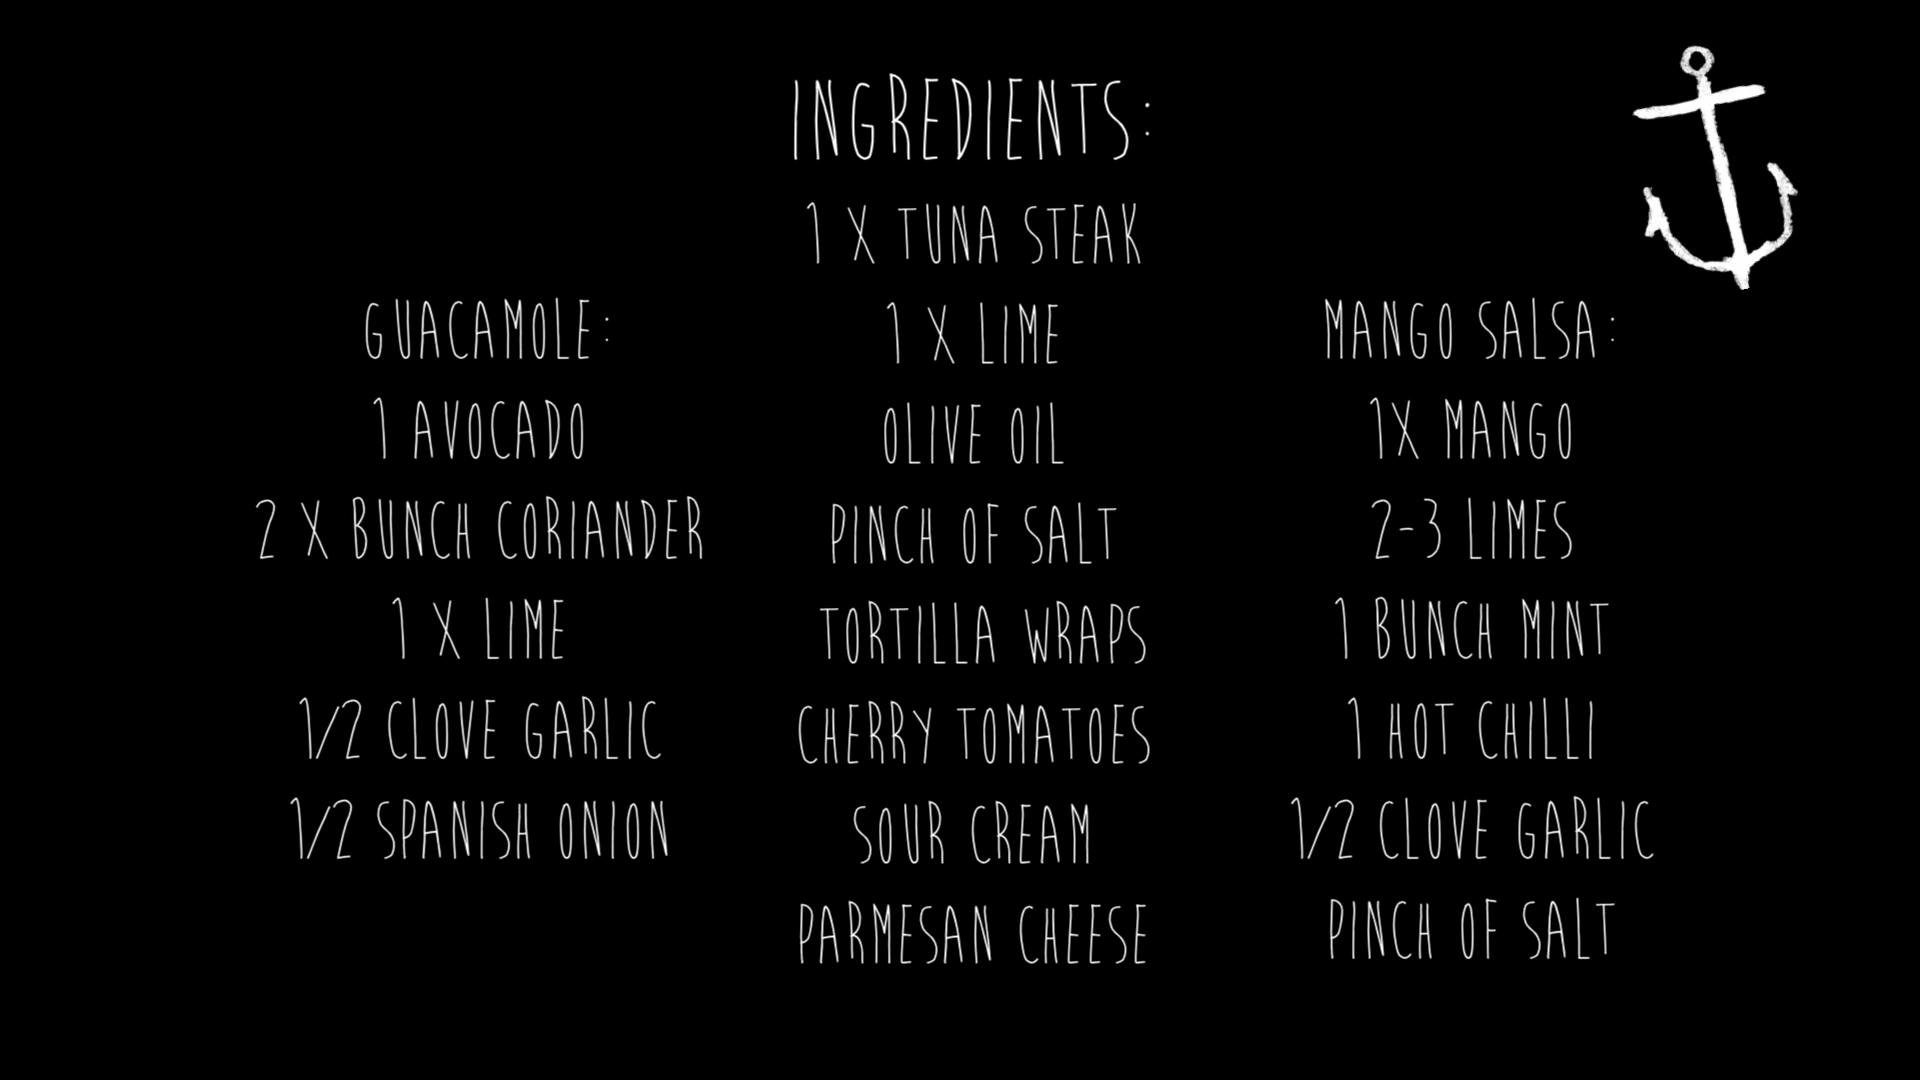 INGREDIENTS:
1 X TUNA STEAK
1 X LIME
OLIVE OIL
PINCH OF SALT
TORTILLA WRAPS
CHERRY TOMATOES
SOUR CREAM
PARMESAN CHEESE
GUACAMOLE:
1 AVOCADO
2 X BUNCH CORIANDER
1 X LIME
1/2 CLOVE GARLIC
1/2 SPANISH ONION
MANGO SALSA:
1X MANGO
2-3 LIMES
1 BUNCH MINT
1 HOT CHILLI
1/2 CLOVE GARLIC
PINCH OF SALT